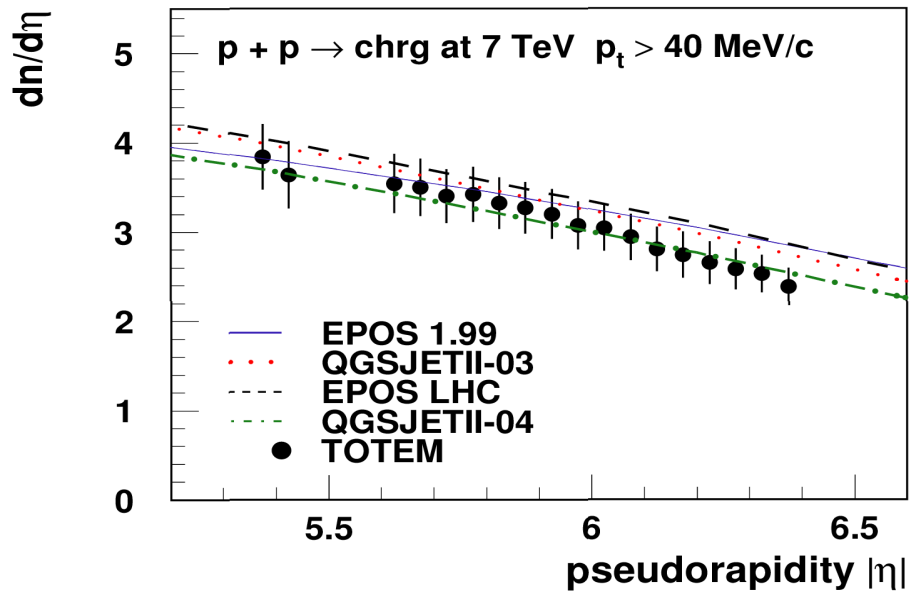 dn/dη
p + p → chrg at 7 TeV p_t > 40 MeV/c
5
4
3
2
1
0
EPOS 1.99
QGSJETII-03
EPOS LHC
QGSJETII-04
TOTEM
5.5 6 6.5
pseudorapidity |η|